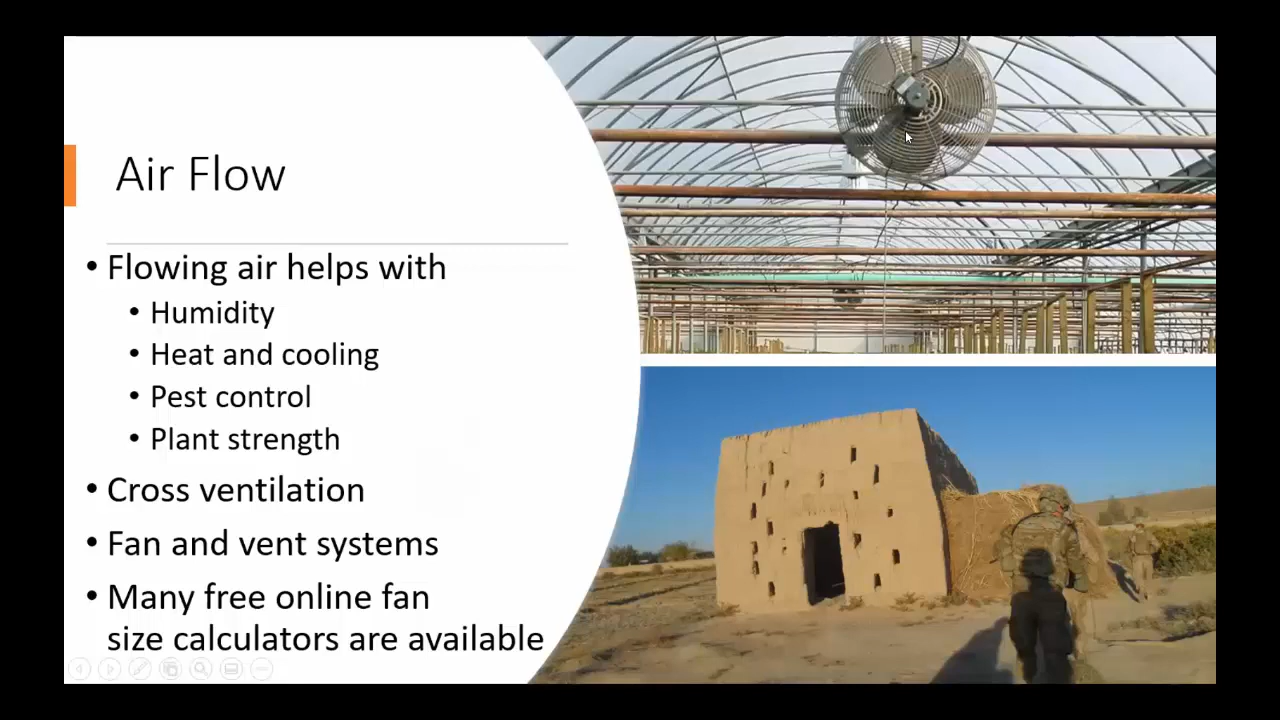 Air Flow
• Flowing air helps with
• Humidity
• Heat and cooling
• Pest control
• Plant strength
• Cross ventilation
• Fan and vent systems
• Many free online fan
size calculators are available